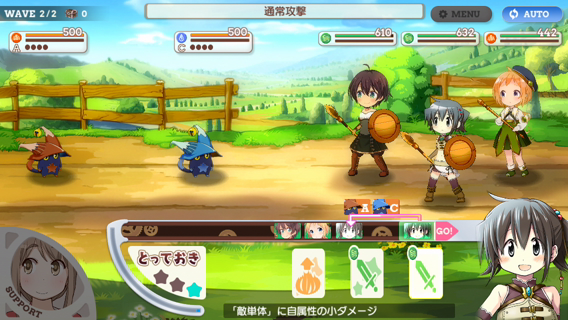 WAVE 2/2 0
通常攻撃
MENU
AUTO
500
A
500
C
610
632
442
A C
GO!
とっておき
SUPPORT
「敵単体」に自属性の小ダメージ